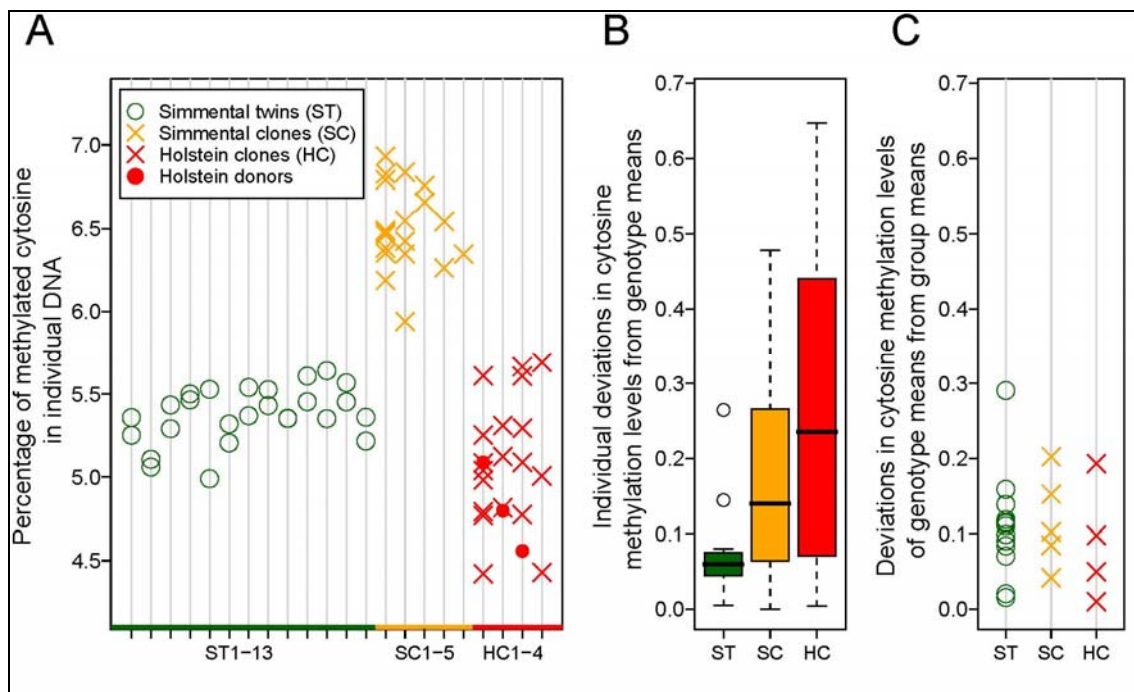 A
B
C
Simmental twins (ST)
Simmental clones (SC)
Holstein clones (HC)
Holstein donors
Percentage of methylated cytosine
in individual DNA
7.0
6.5
6.0
5.5
5.0
4.5
ST1-13
SC1-5
HC1-4
Individual deviations in cytosine
methylation levels from genotype means
0.7
0.6
0.5
0.4
0.3
0.2
0.1
0.0
ST
SC
HC
Deviations in cytosine methylation levels
of genotype means from group means
0.7
0.6
0.5
0.4
0.3
0.2
0.1
0.0
ST
SC
HC